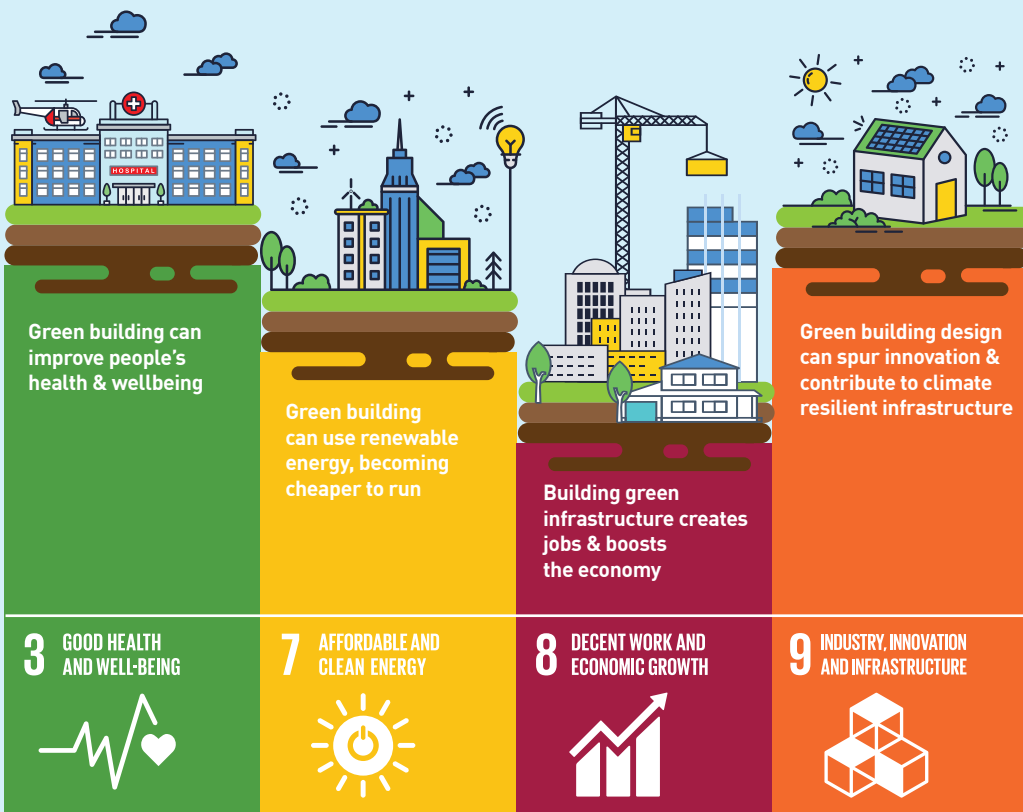 HOSPITAL
Green building can
improve people's
health & wellbeing
Green building
can use renewable
energy, becoming
cheaper to run
Building green
infrastructure creates
jobs & boosts
the economy
Green building design
can spur innovation &
contribute to climate
resilient infrastructure
3 GOOD HEALTH
AND WELL-BEING
7 AFFORDABLE AND
CLEAN ENERGY
8 DECENT WORK AND
ECONOMIC GROWTH
9 INDUSTRY, INNOVATION
AND INFRASTRUCTURE